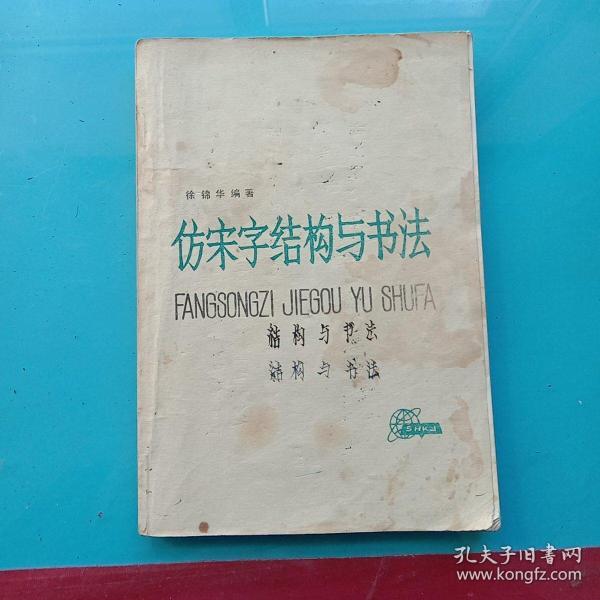 徐锦华编著
仿宋字结构与书法
FANGSONGZI JIEGOU YU SHUFA
结构与书法
结构与书法
SHKJ
孔夫子旧书网
www.kongfz.com